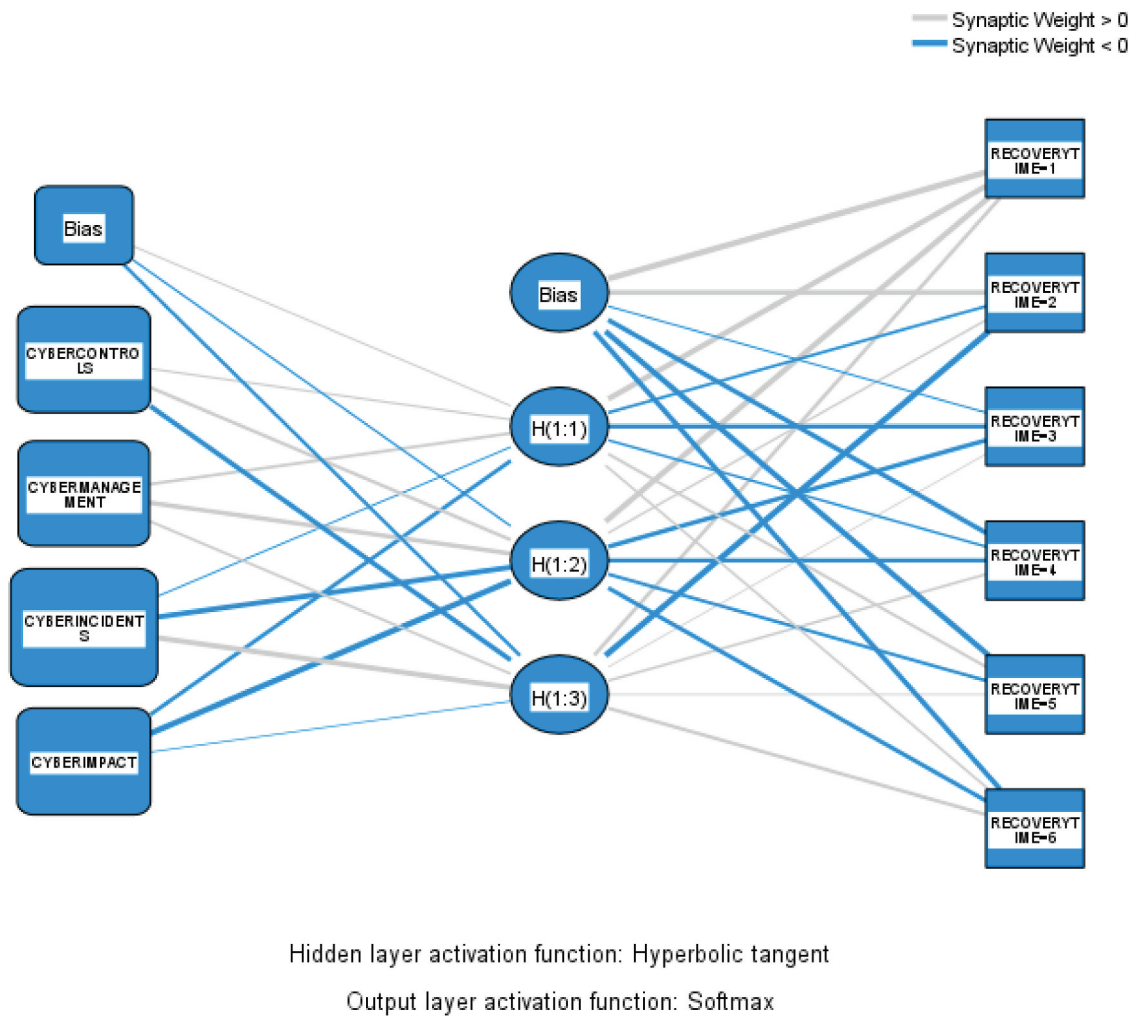 Synaptic Weight > 0
Synaptic Weight < 0
Bias
CYBERCONTRO
LS
CYBERMANAGE
MENT
CYBERINCIDENT
S
CYBERIMPACT
Bias
H(1:1)
H(1:2)
H(1:3)
RECOVERYT
IME=1
RECOVERYT
IME=2
RECOVERYT
IME=3
RECOVERYT
IME=4
RECOVERYT
IME=5
RECOVERYT
IME=6
Hidden layer activation function: Hyperbolic tangent
Output layer activation function: Softmax